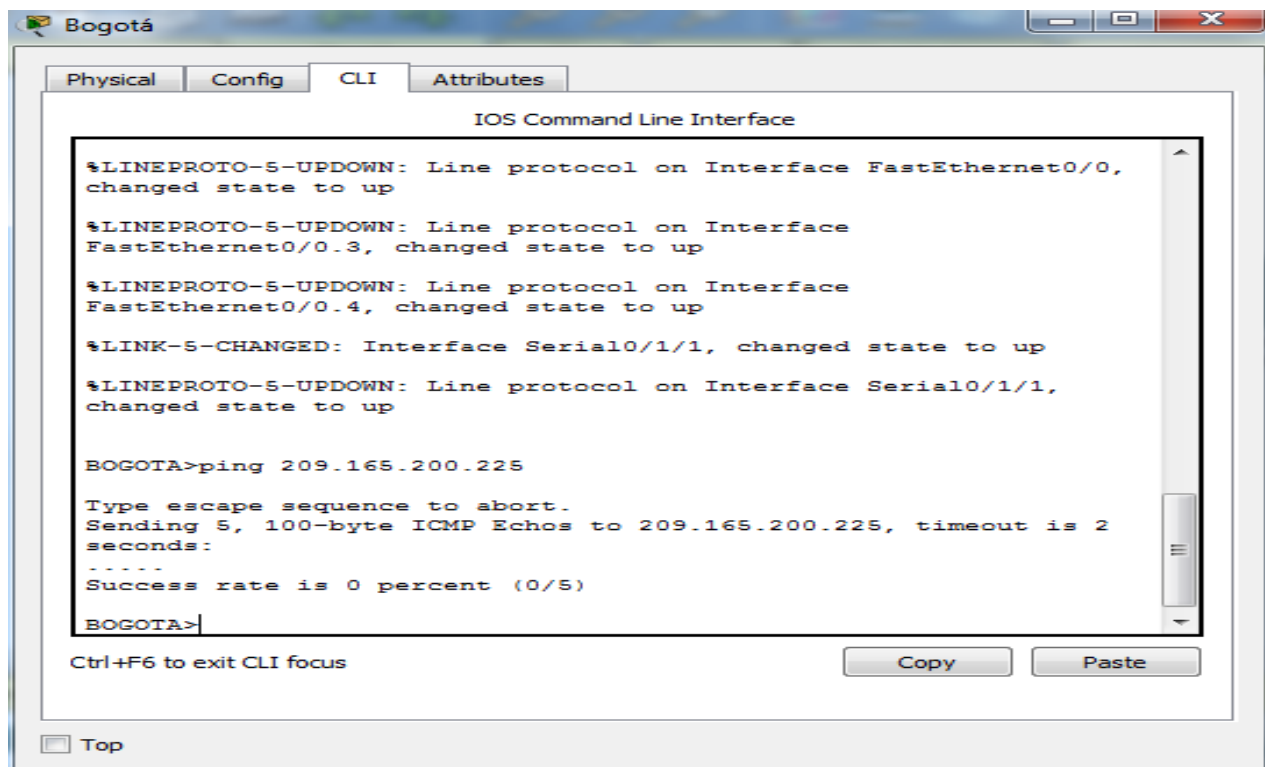 Bogotá
Physical Config CLI Attributes
IOS Command Line Interface
%LINEPROTO-5-UPDOWN: Line protocol on Interface FastEthernet0/0,
changed state to up
%LINEPROTO-5-UPDOWN: Line protocol on Interface
FastEthernet0/0.3, changed state to up
%LINEPROTO-5-UPDOWN: Line protocol on Interface
FastEthernet0/0.4, changed state to up
%LINK-5-CHANGED: Interface Serial0/1/1, changed state to up
%LINEPROTO-5-UPDOWN: Line protocol on Interface Serial0/1/1,
changed state to up
BOGOTA>ping 209.165.200.225
Type escape sequence to abort.
Sending 5, 100-byte ICMP Echos to 209.165.200.225, timeout is 2
seconds:
.....
Success rate is 0 percent (0/5)
BOGOTA>
Ctrl+F6 to exit CLI focus
Copy Paste
Top